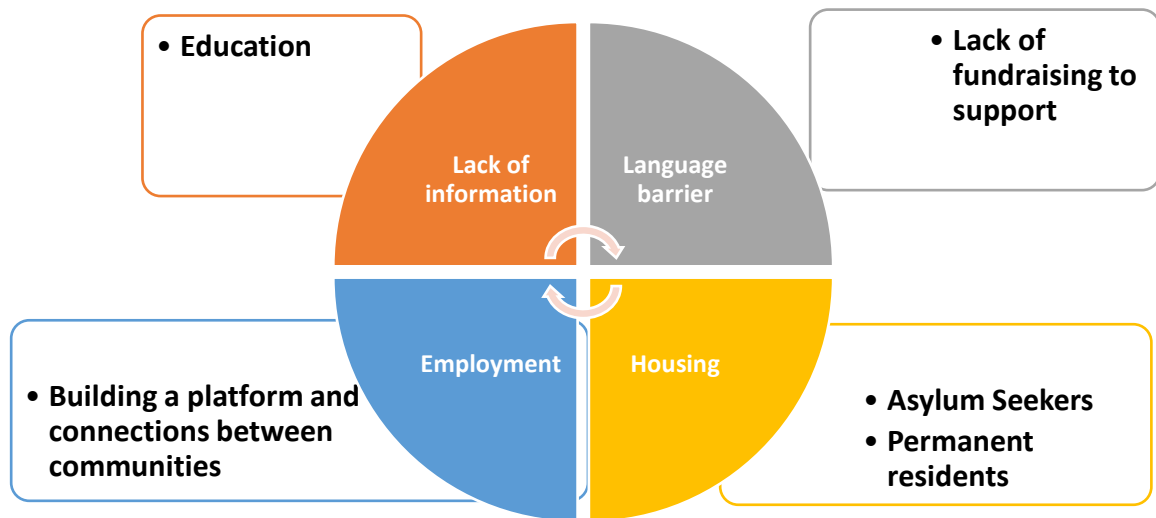 • Education
• Lack of
fundraising to
support
Lack of
information
Language
barrier
Employment
Housing
• Building a platform and
connections between
communities
• Asylum Seekers
• Permanent
residents